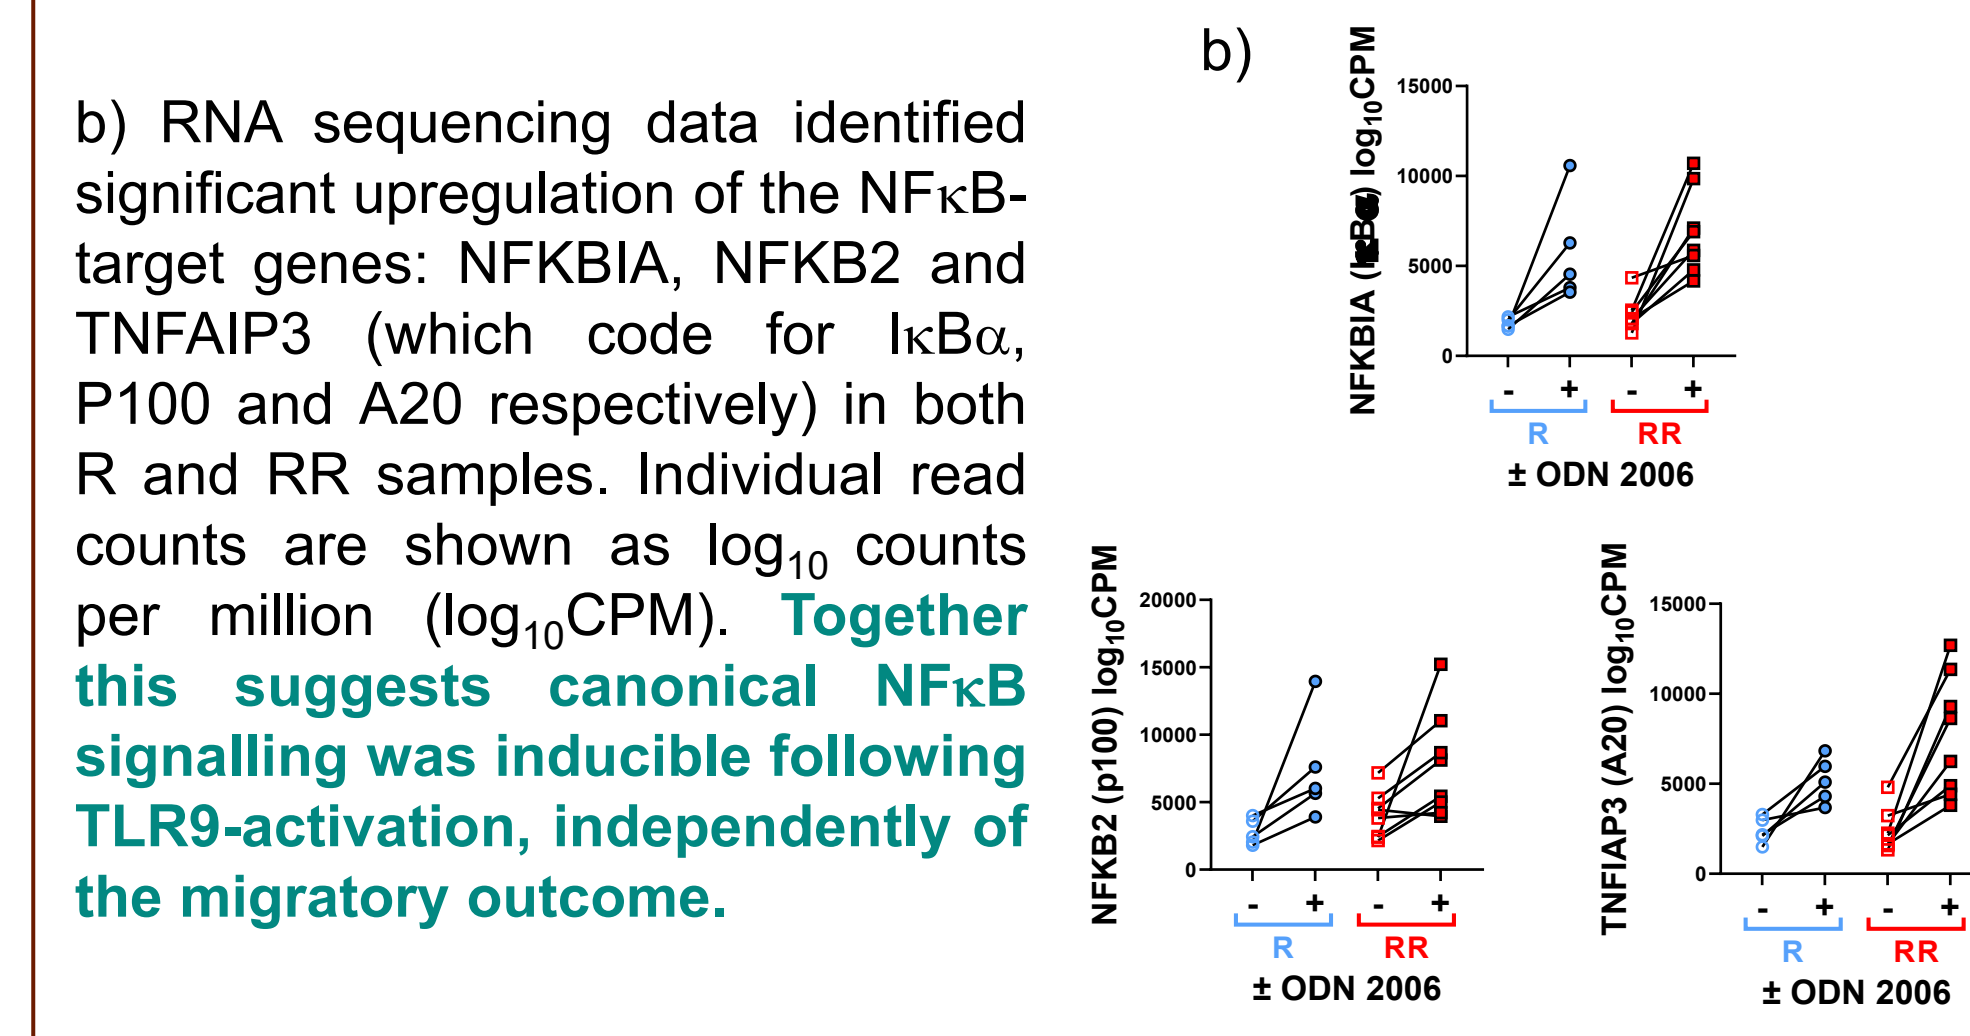 b) RNA sequencing data identified
significant upregulation of the NFκB-
target genes: NFKBIA, NFKB2 and
TNFAIP3 (which code for IκBα,
P100 and A20 respectively) in both
R and RR samples. Individual read
counts are shown as log10 counts
per million (log10CPM). Together
this suggests canonical NFκB
signalling was inducible following
TLR9-activation, independently of
the migratory outcome.
b)
NFKBIA (IκBα) log10CPM
15000
10000
5000
0
- + - +
R RR
± ODN 2006
NFKB2 (p100) log10CPM
20000
15000
10000
5000
0
- + - +
R RR
± ODN 2006
TNFIAP3 (A20) log10CPM
15000
10000
5000
0
- + - +
R RR
± ODN 2006